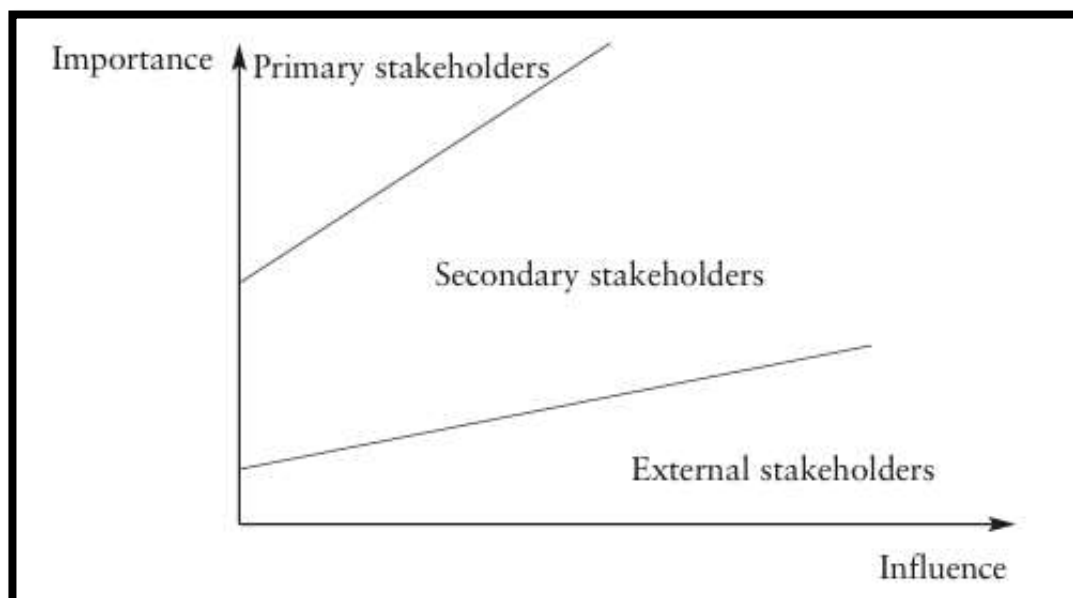 Importance
Primary stakeholders
Secondary stakeholders
External stakeholders
Influence